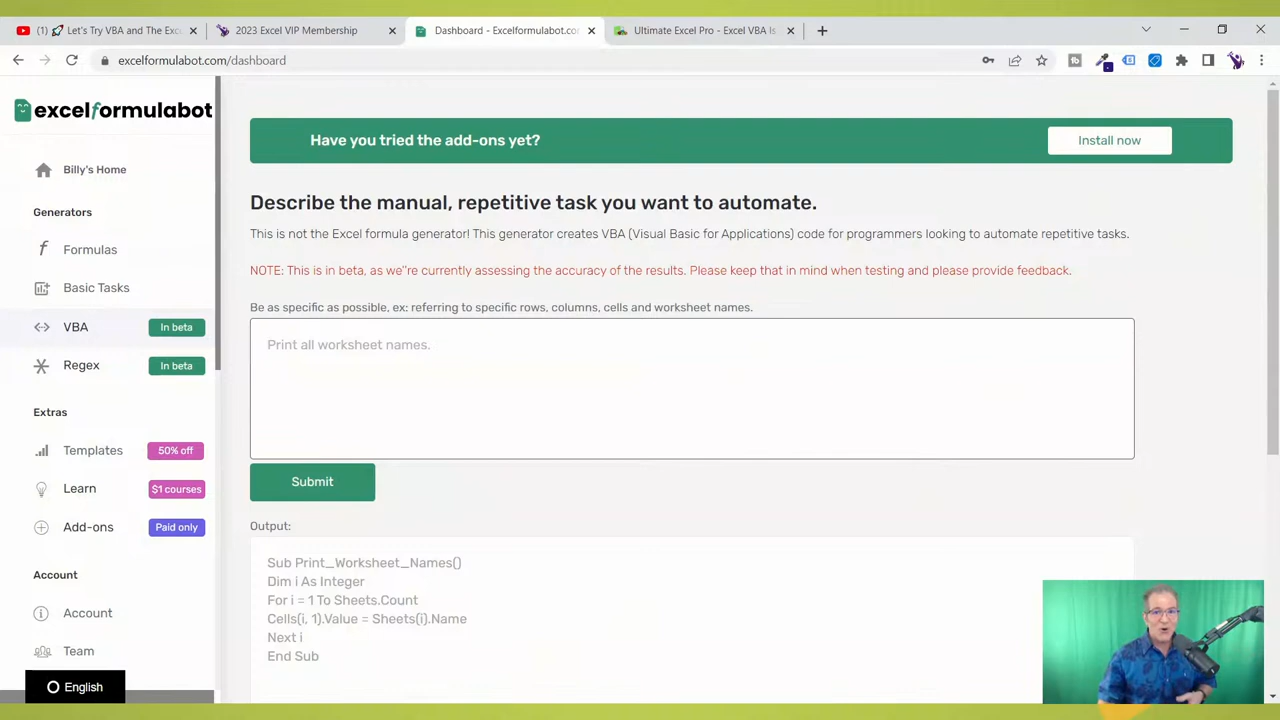 (1) 🚀 Let's Try VBA and The Exc
2023 Excel VIP Membership
Dashboard - Excelformulabot.co
Ultimate Excel Pro - Excel VBA Is
excelformulabot.com/dashboard
excelformulabot
Billy's Home
Generators
Formulas
Basic Tasks
VBA In beta
Regex In beta
Extras
Templates 50% off
Learn $1 courses
Add-ons Paid only
Account
Account
Team
English
Have you tried the add-ons yet?
Install now
Describe the manual, repetitive task you want to automate.
This is not the Excel formula generator! This generator creates VBA (Visual Basic for Applications) code for programmers looking to automate repetitive tasks.
NOTE: This is in beta, as we''re currently assessing the accuracy of the results. Please keep that in mind when testing and please provide feedback.
Be as specific as possible, ex: referring to specific rows, columns, cells and worksheet names.
Print all worksheet names.
Submit
Output:
Sub Print_Worksheet_Names()
Dim i As Integer
For i = 1 To Sheets.Count
Cells(i, 1).Value = Sheets(i).Name
Next i
End Sub